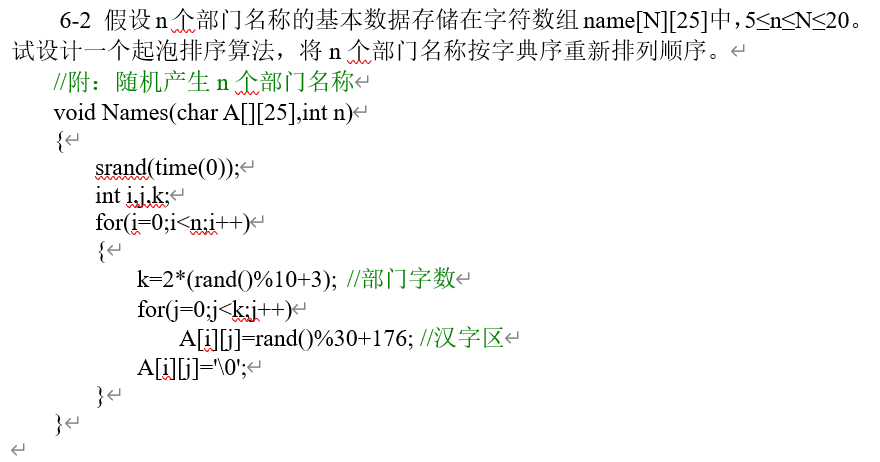 6-2 假设n个部门名称的基本数据存储在字符数组name[N][25]中,5≤n≤N≤20。
试设计一个起泡排序算法，将n个部门名称按字典序重新排列顺序。↵
//附：随机产生n个部门名称↵
void Names(char A[][25],int n)↵
{↵
srand(time(0));↵
int i,j,k;↵
for(i=0;i<n;i++)↵
{↵
k=2*(rand()%10+3); //部门字数↵
for(j=0;j<k;j++)↵
A[i][j]=rand()%30+176; //汉字区↵
A[i][j]='\0';↵
}↵
}↵
↵